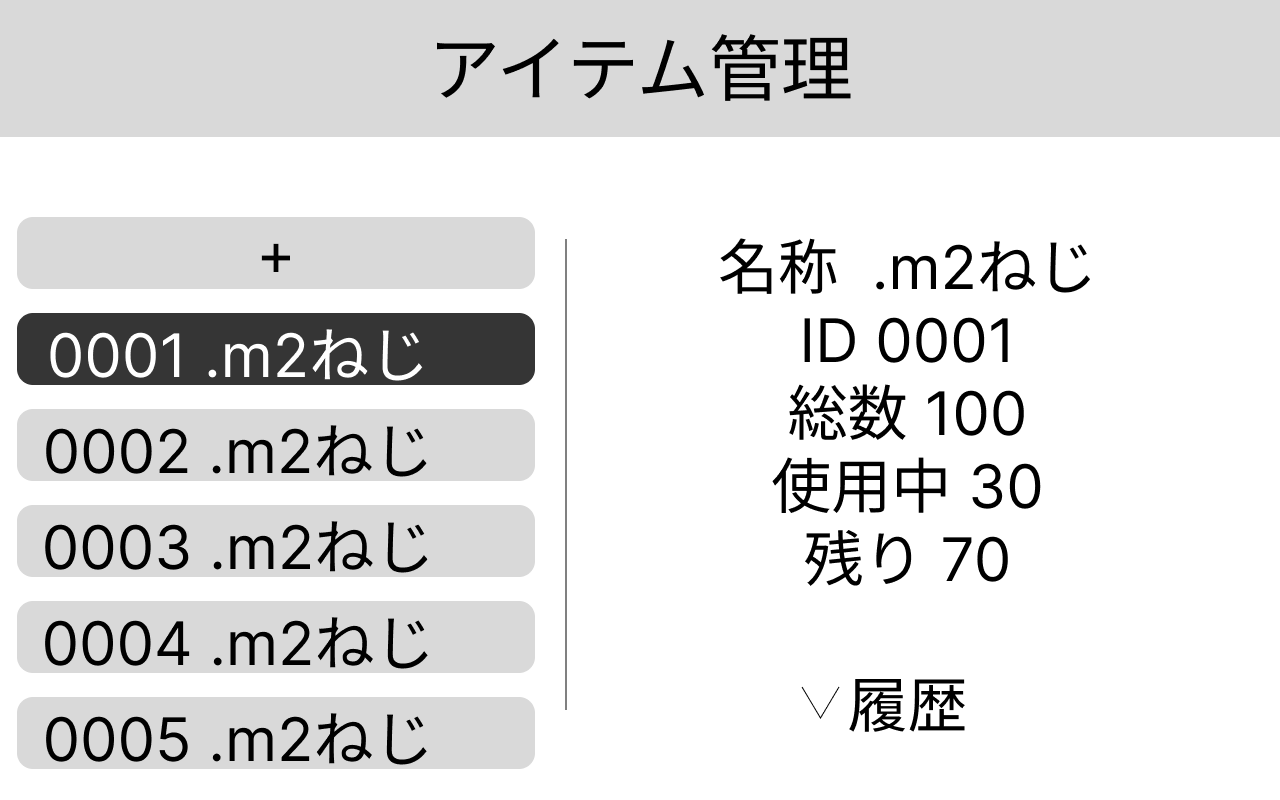 アイテム管理
+
0001 .m2ねじ
0002 .m2ねじ
0003 .m2ねじ
0004 .m2ねじ
0005 .m2ねじ
名称 .m2ねじ
ID 0001
総数 100
使用中 30
残り 70
履歴